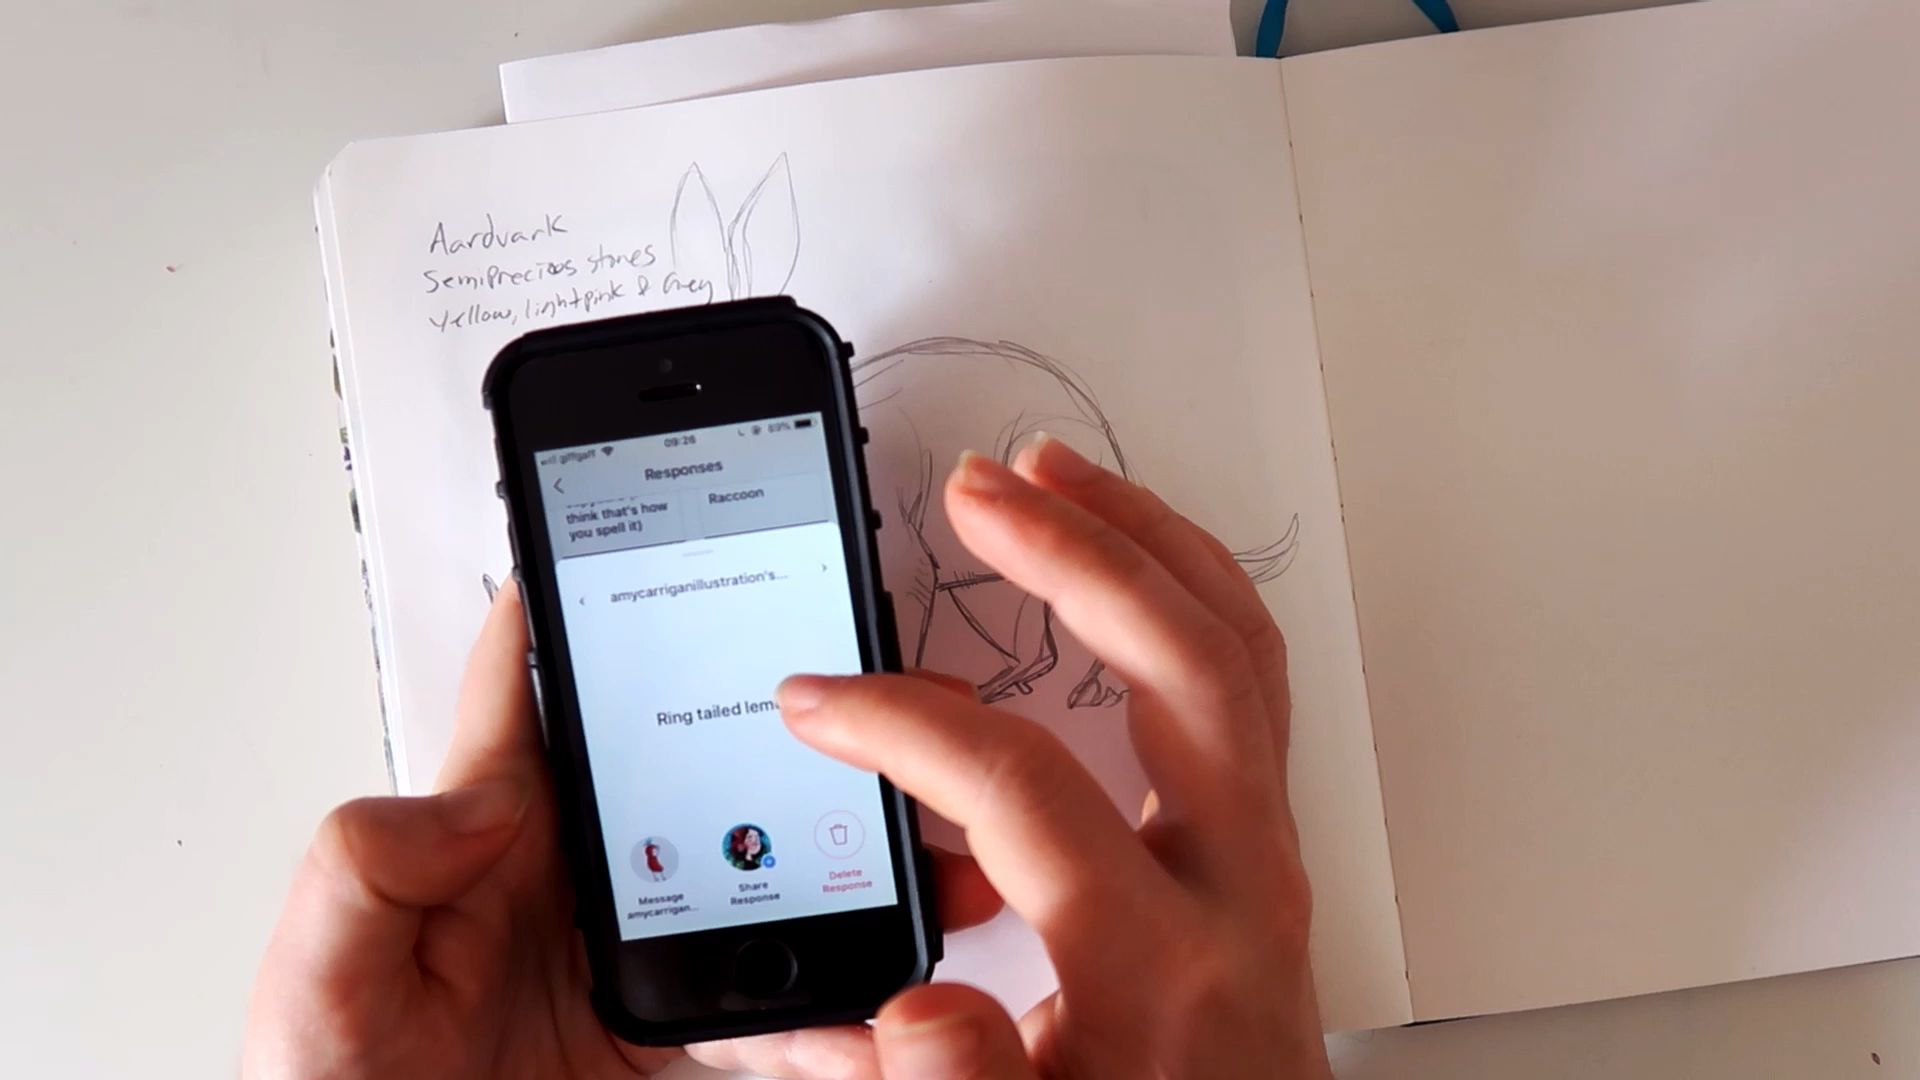 Aardvark
Semiprecious stones
Yellow, lightpink & Grey
giffgaff
09:26
89%
Responses
think that's how
you spell it)
Raccoon
amycarriganillustration's...
Ring tailed lem
Message
amycarrigan...
Share
Response
Delete
Response